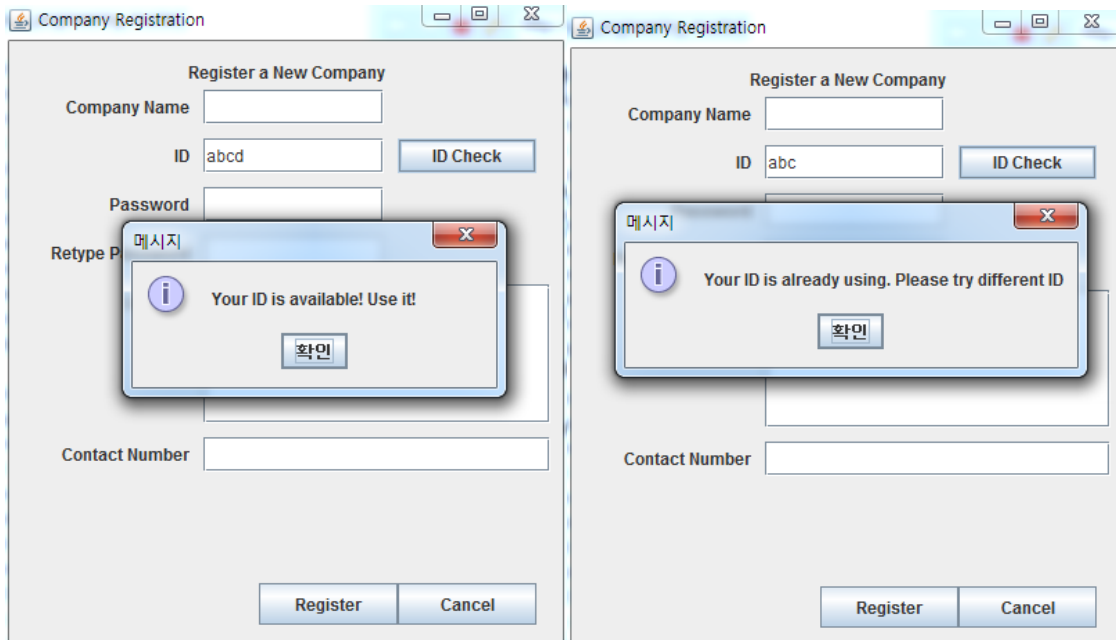 Company Registration
Register a New Company
Company Name
ID abcd ID Check
Password
Retype P
메시지
Your ID is available! Use it!
확인
Contact Number
Register Cancel
Company Registration
Register a New Company
Company Name
ID abc ID Check
메시지
Your ID is already using. Please try different ID
확인
Contact Number
Register Cancel